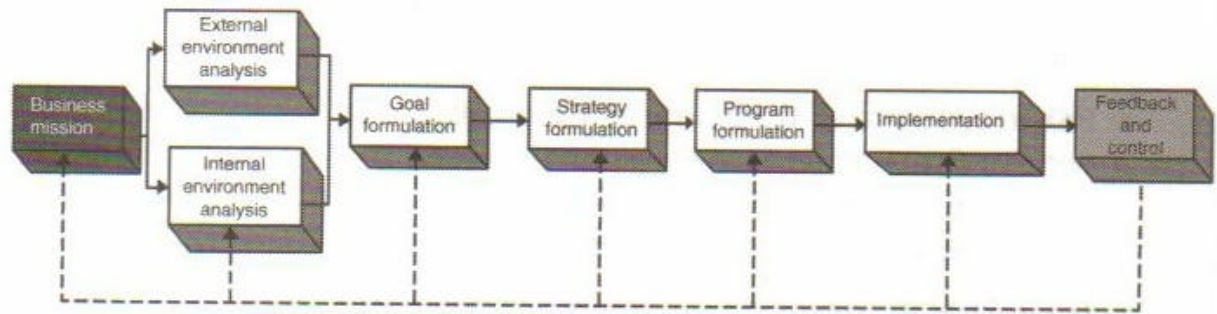 Business
mission
External
environment
analysis
Internal
environment
analysis
Goal
formulation
Strategy
formulation
Program
formulation
Implementation
Feedback
and
control